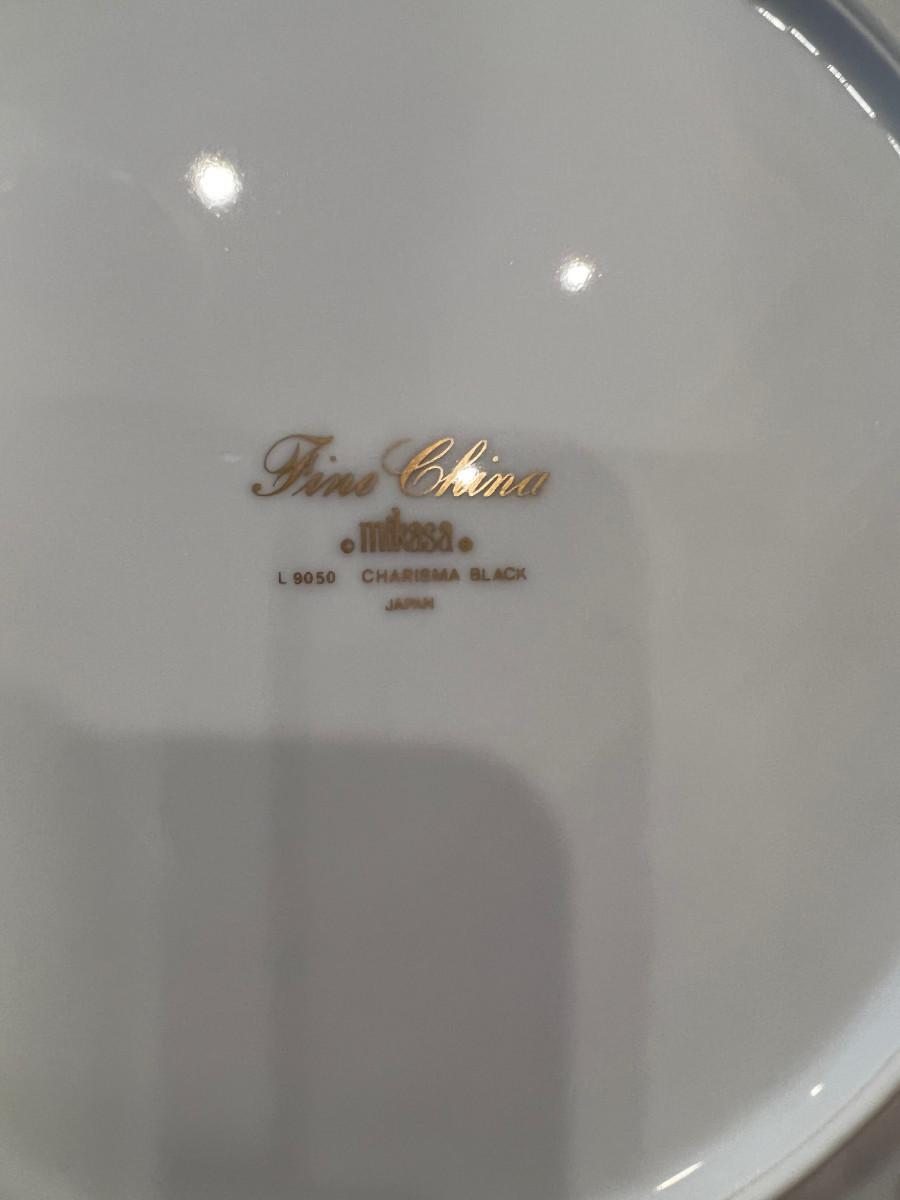 Fine China
© mikasa ®
L 9050 CHARISMA BLACK
JAPAN